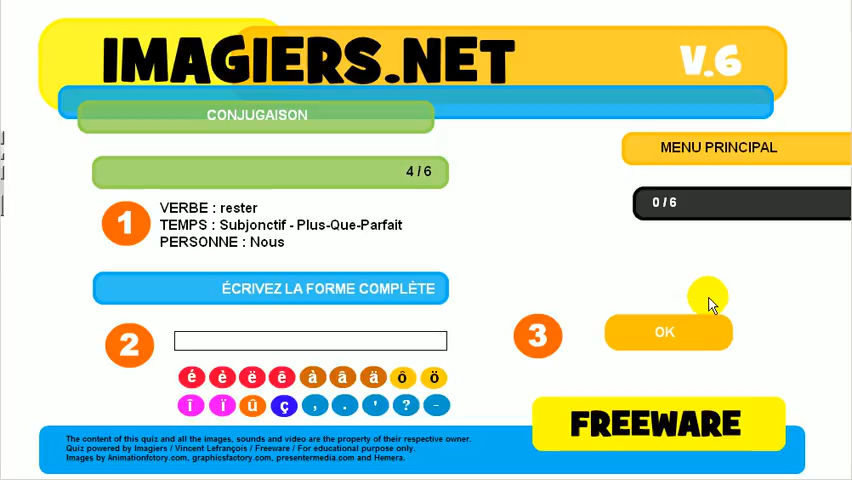 IMAGIERS.NET
V.6
CONJUGAISON
MENU PRINCIPAL
4 / 6
0 / 6
1
VERBE : rester
TEMPS : Subjonctif - Plus-Que-Parfait
PERSONNE : Nous
ÉCRIVEZ LA FORME COMPLÈTE
2
3
OK
é è ë ê à â ä ô ö
î ï û ç , . ' ? -
FREEWARE
The content of this quiz and all the images, sounds and video are the property of their respective owner.
Quiz powered by Imagiers / Vincent Lefrançois / Freeware / For educational purpose only.
Images by Animationfctory.com, graphicsfactory.com, presentermedia.com and Hemera.